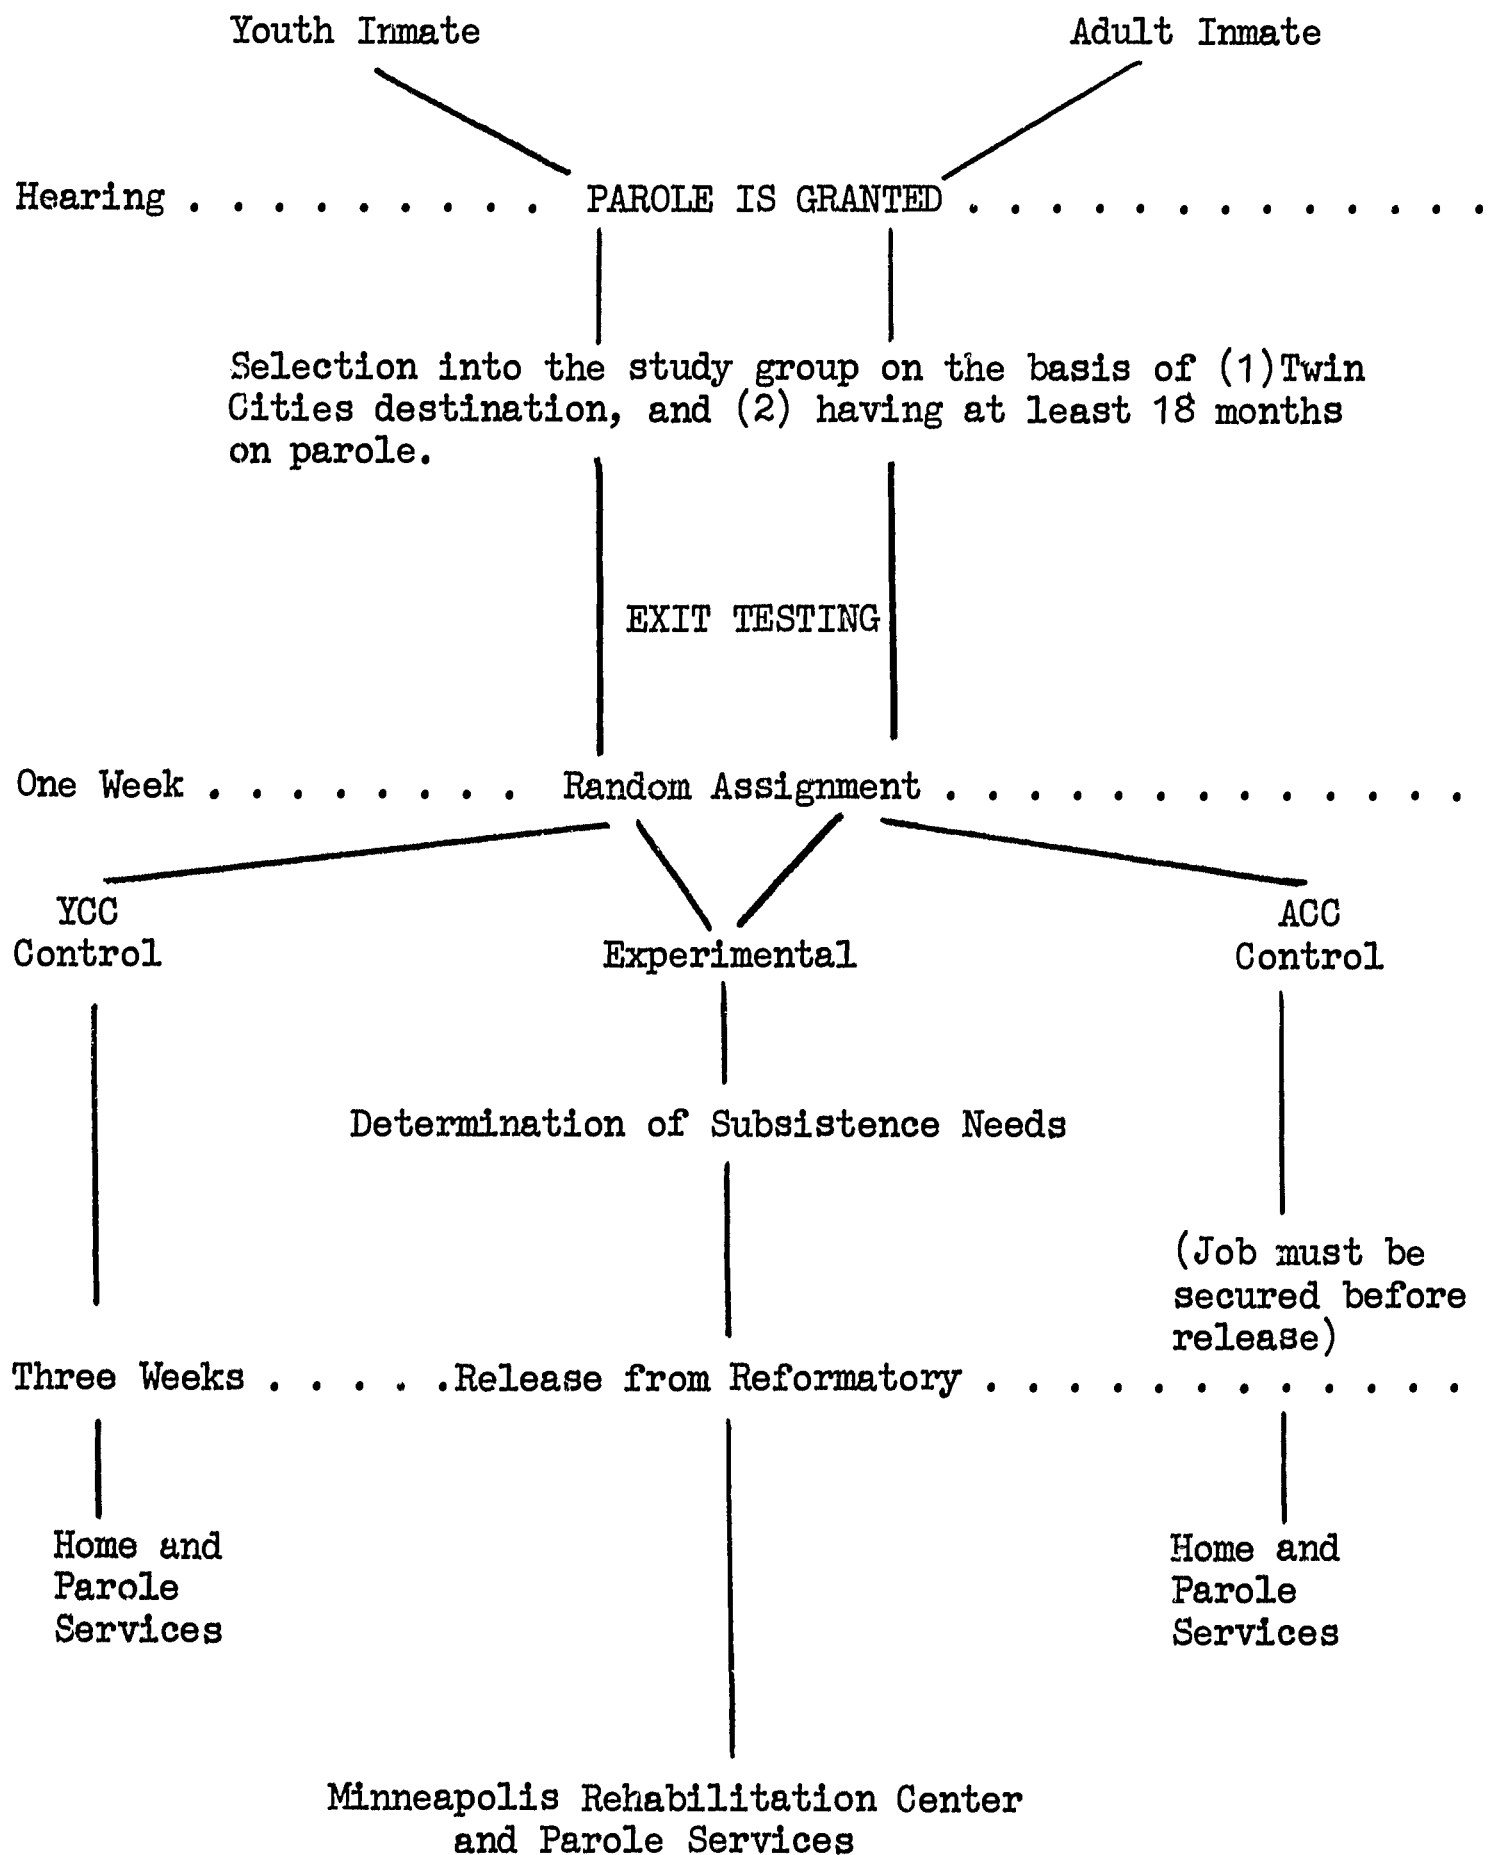 Youth Inmate Adult Inmate
Hearing . . . . . . . . . PAROLE IS GRANTED . . . . . . . . . . . . .
Selection into the study group on the basis of (1)Twin
Cities destination, and (2) having at least 18 months
on parole.
EXIT TESTING
One Week . . . . . . . . Random Assignment . . . . . . . . . . . . .
YCC
Control
Experimental
ACC
Control
Determination of Subsistence Needs
(Job must be
secured before
release)
Three Weeks . . . . .Release from Reformatory . . . . . . . . . . . .
Home and
Parole
Services
Home and
Parole
Services
Minneapolis Rehabilitation Center
and Parole Services